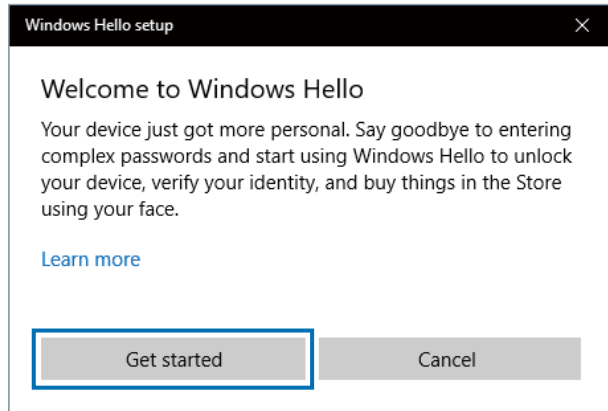 Windows Hello setup
Welcome to Windows Hello
Your device just got more personal. Say goodbye to entering
complex passwords and start using Windows Hello to unlock
your device, verify your identity, and buy things in the Store
using your face.
Learn more
Get started
Cancel